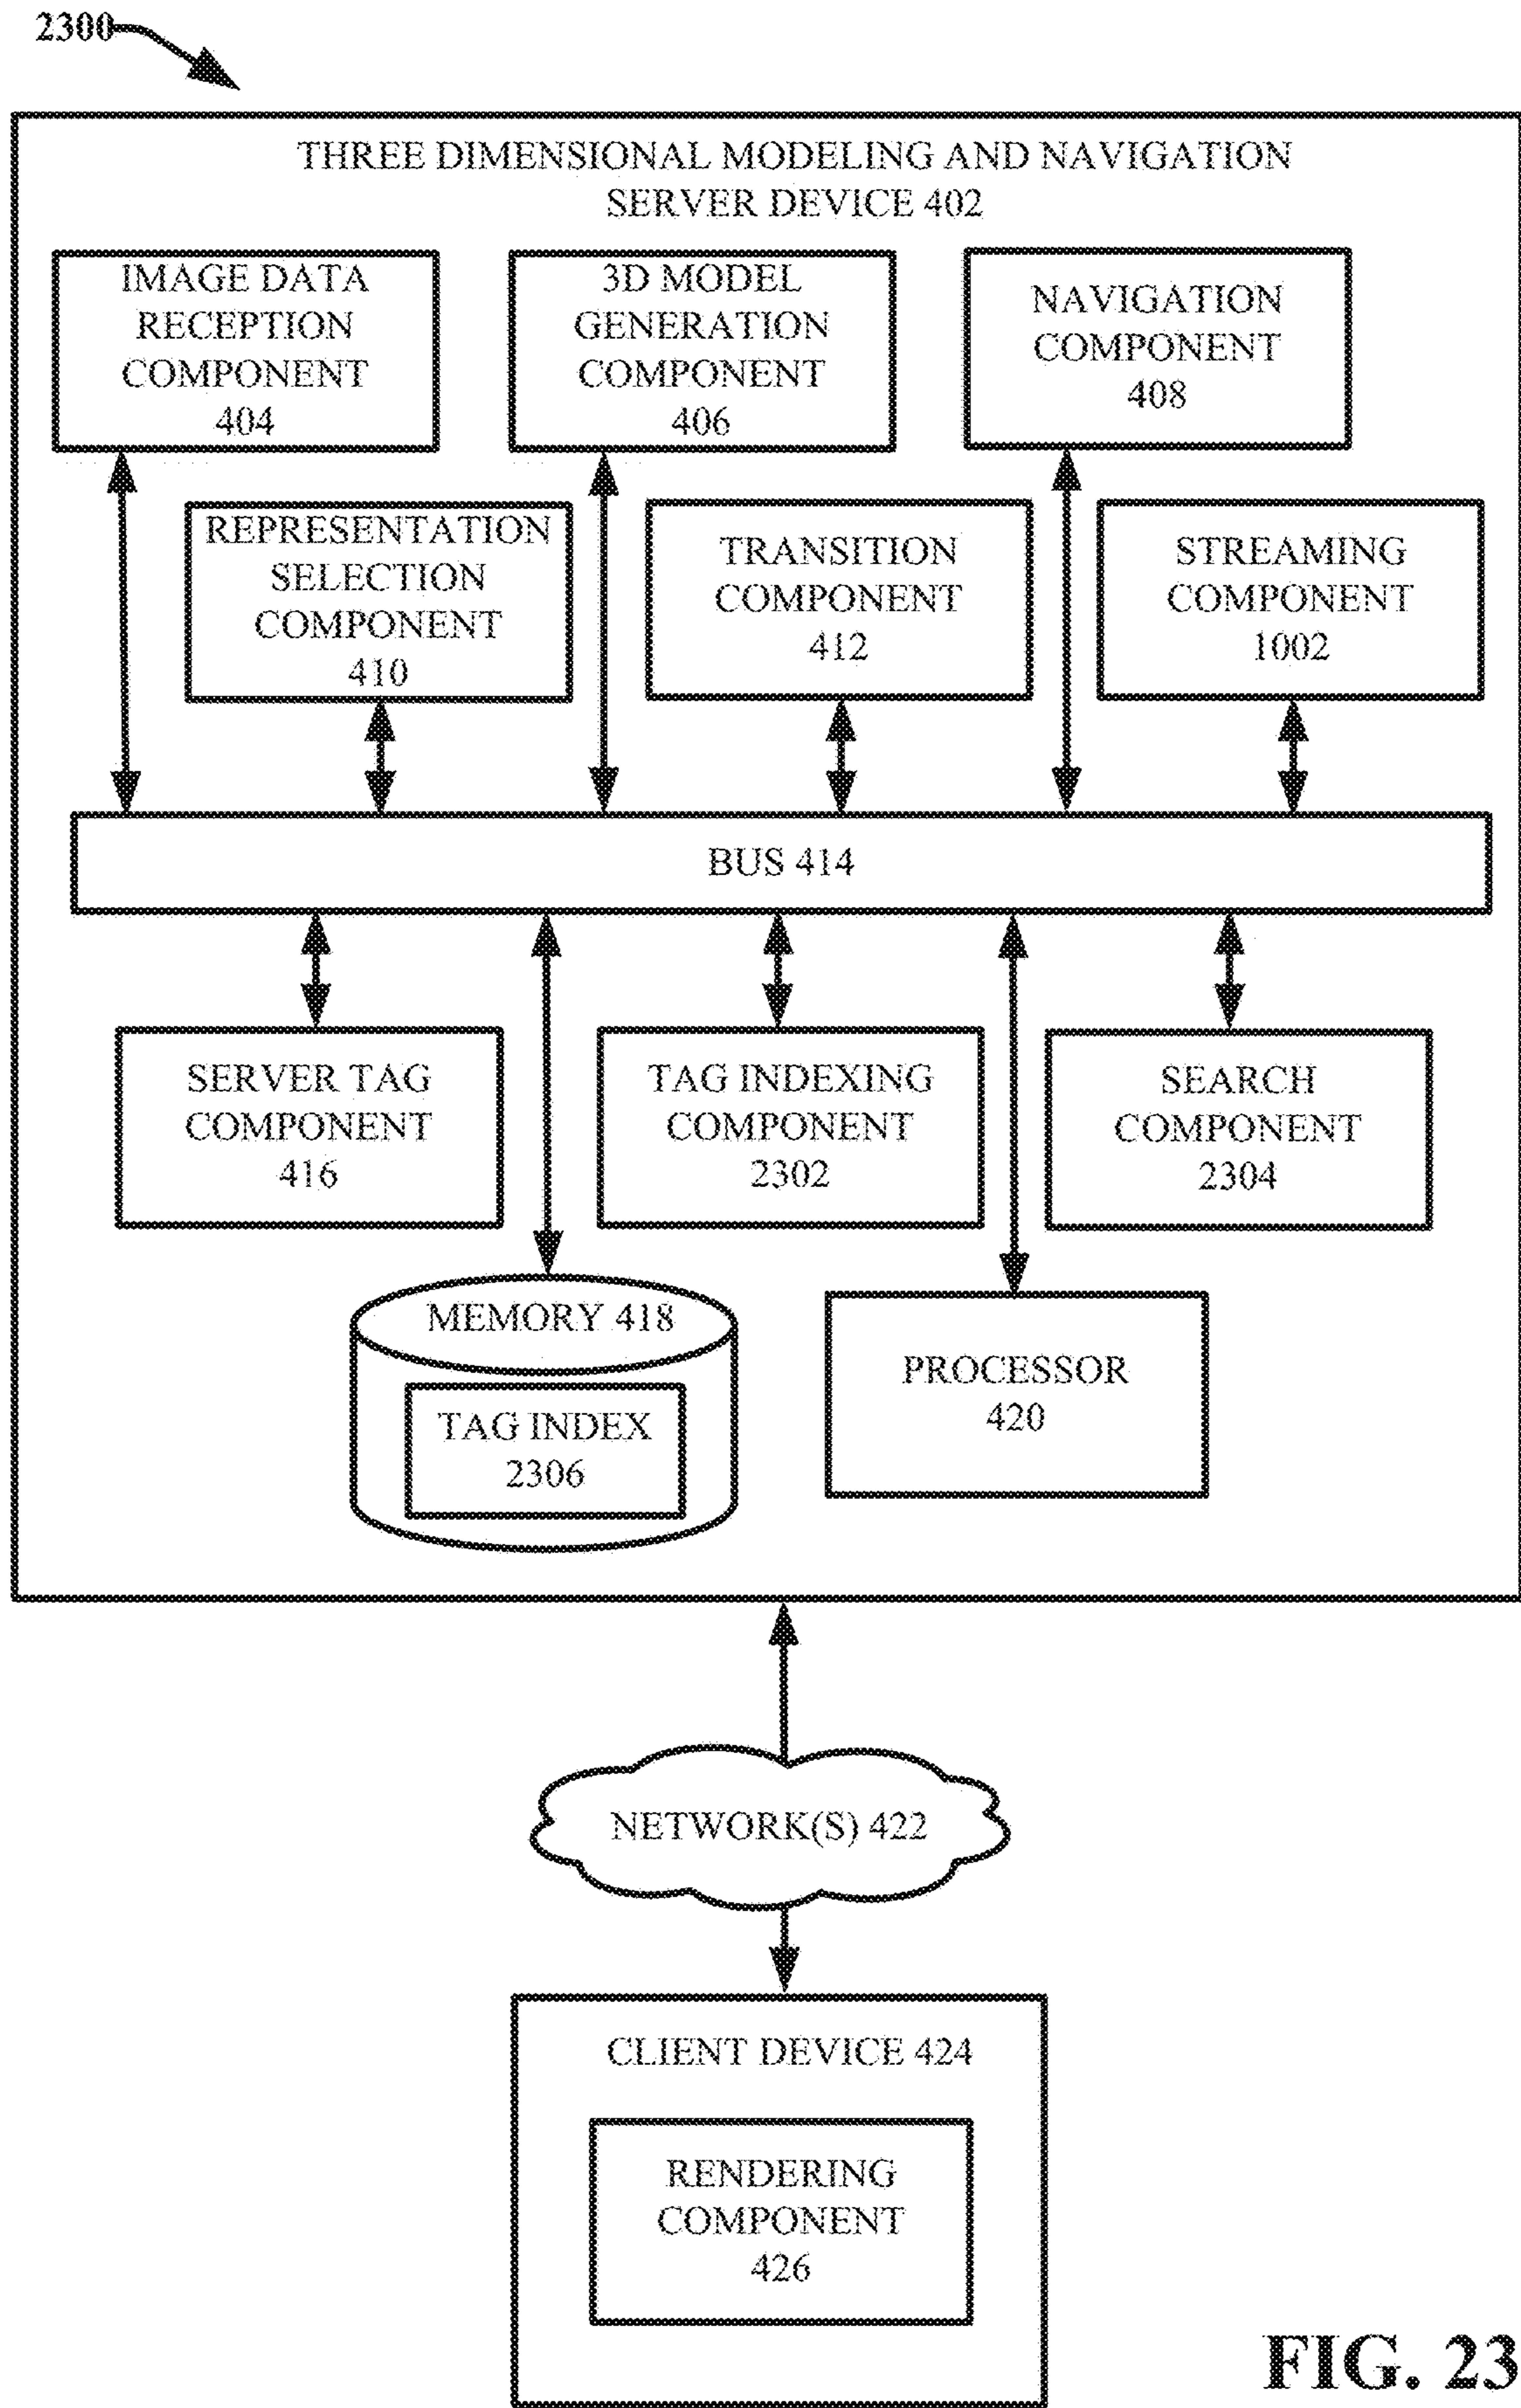 2300
THREE DIMENSIONAL MODELING AND NAVIGATION
SERVER DEVICE 402
IMAGE DATA
RECEPTION
COMPONENT
404
3D MODEL
GENERATION
COMPONENT
406
NAVIGATION
COMPONENT
408
REPRESENTATION
SELECTION
COMPONENT
410
TRANSITION
COMPONENT
412
STREAMING
COMPONENT
1002
BUS 414
SERVER TAG
COMPONENT
416
TAG INDEXING
COMPONENT
2302
SEARCH
COMPONENT
2304
MEMORY 418
TAG INDEX
2306
PROCESSOR
420
NETWORK(S) 422
CLIENT DEVICE 424
RENDERING
COMPONENT
426
FIG. 23